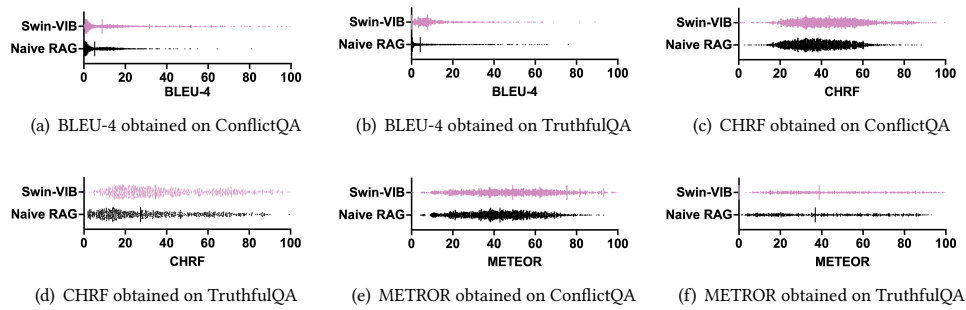 Swin-VIB
Naive RAG
0 20 40 60 80 100
BLEU-4
(a) BLEU-4 obtained on ConflictQA
Swin-VIB
Naive RAG
0 20 40 60 80 100
BLEU-4
(b) BLEU-4 obtained on TruthfulQA
Swin-VIB
Naive RAG
0 20 40 60 80 100
CHRF
(c) CHRF obtained on ConflictQA
Swin-VIB
Naive RAG
0 20 40 60 80 100
CHRF
(d) CHRF obtained on TruthfulQA
Swin-VIB
Naive RAG
0 20 40 60 80 100
METEOR
(e) METROR obtained on ConflictQA
Swin-VIB
Naive RAG
0 20 40 60 80 100
METEOR
(f) METROR obtained on TruthfulQA